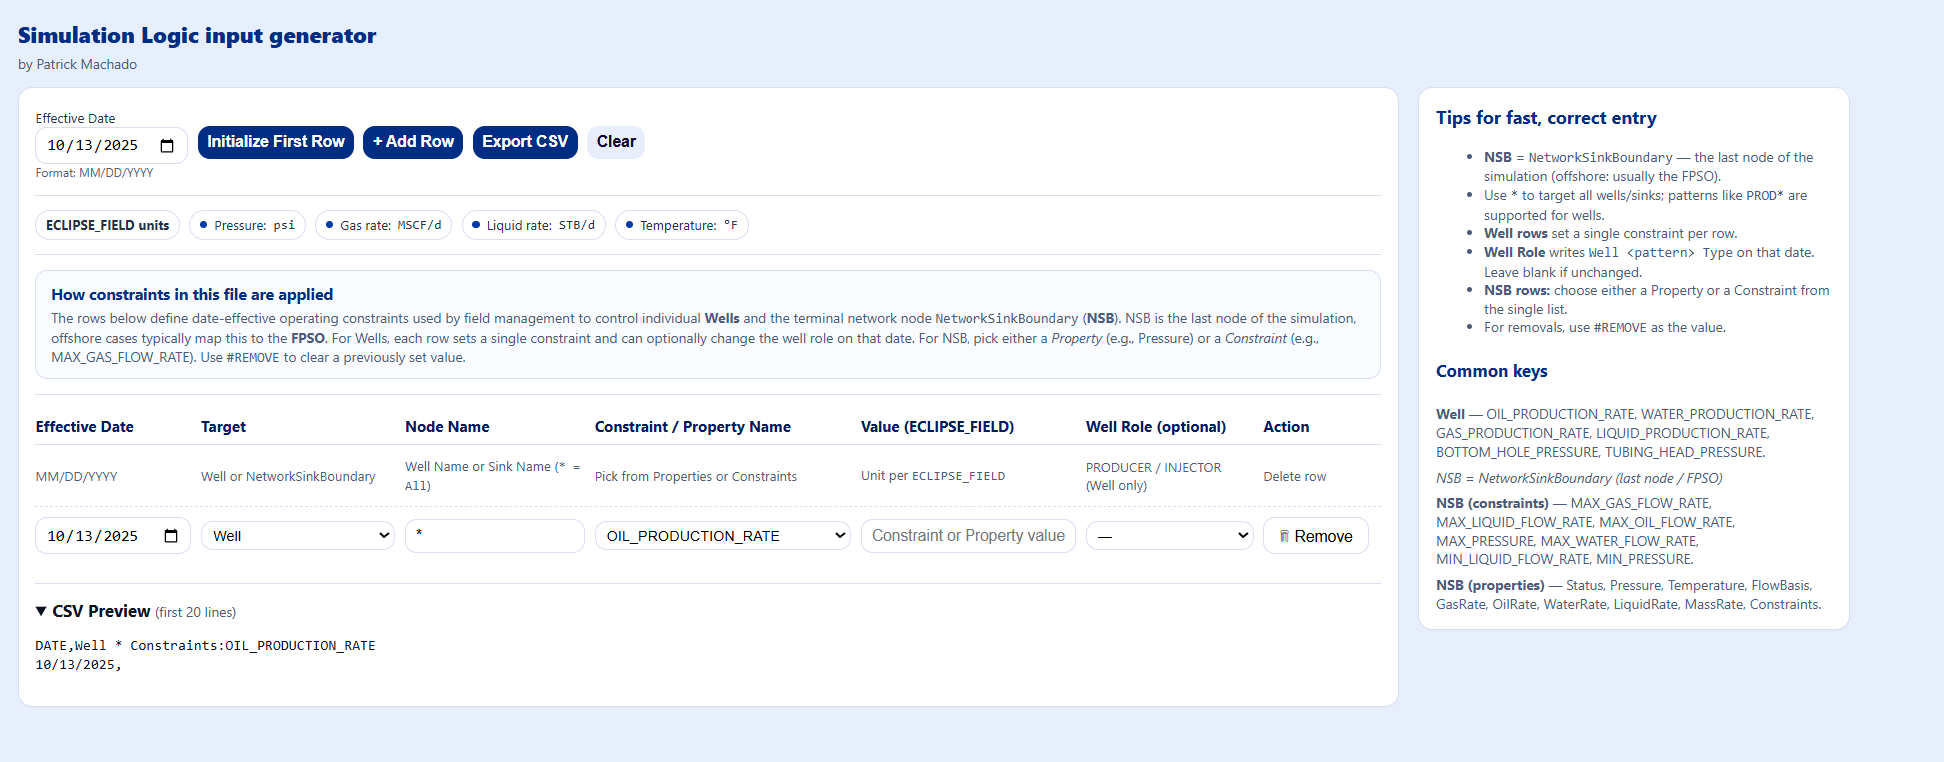 Simulation Logic input generator
by Patrick Machado
Effective Date
10/13/2025
Initialize First Row
+ Add Row
Export CSV
Clear
Format: MM/DD/YYYY
ECLIPSE_FIELD units
Pressure: psi
Gas rate: MSCF/d
Liquid rate: STB/d
Temperature: °F
How constraints in this file are applied
The rows below define date-effective operating constraints used by field management to control individual Wells and the terminal network node NetworkSinkBoundary (NSB). NSB is the last node of the simulation,
offshore cases typically map this to the FPSO. For Wells, each row sets a single constraint and can optionally change the well role on that date. For NSB, pick either a Property (e.g., Pressure) or a Constraint (e.g.,
MAX_GAS_FLOW_RATE). Use #REMOVE to clear a previously set value.
Effective Date Target Node Name Constraint / Property Name Value (ECLIPSE_FIELD) Well Role (optional) Action
MM/DD/YYYY
Well or NetworkSinkBoundary
Well Name or Sink Name (* =
All)
Pick from Properties or Constraints
Unit per ECLIPSE_FIELD
PRODUCER / INJECTOR
(Well only)
Delete row
10/13/2025 Well * OIL_PRODUCTION_RATE Constraint or Property value — Remove
▼ CSV Preview (first 20 lines)
DATE,Well * Constraints:OIL_PRODUCTION_RATE
10/13/2025,
Tips for fast, correct entry
• NSB = NetworkSinkBoundary — the last node of the
simulation (offshore: usually the FPSO).
• Use * to target all wells/sinks; patterns like PROD* are
supported for wells.
• Well rows set a single constraint per row.
• Well Role writes Well <pattern> Type on that date.
Leave blank if unchanged.
• NSB rows: choose either a Property or a Constraint from
the single list.
• For removals, use #REMOVE as the value.
Common keys
Well — OIL_PRODUCTION_RATE, WATER_PRODUCTION_RATE,
GAS_PRODUCTION_RATE, LIQUID_PRODUCTION_RATE,
BOTTOM_HOLE_PRESSURE, TUBING_HEAD_PRESSURE.
NSB = NetworkSinkBoundary (last node / FPSO)
NSB (constraints) — MAX_GAS_FLOW_RATE,
MAX_LIQUID_FLOW_RATE, MAX_OIL_FLOW_RATE,
MAX_PRESSURE, MAX_WATER_FLOW_RATE,
MIN_LIQUID_FLOW_RATE, MIN_PRESSURE.
NSB (properties) — Status, Pressure, Temperature, FlowBasis,
GasRate, OilRate, WaterRate, LiquidRate, MassRate, Constraints.